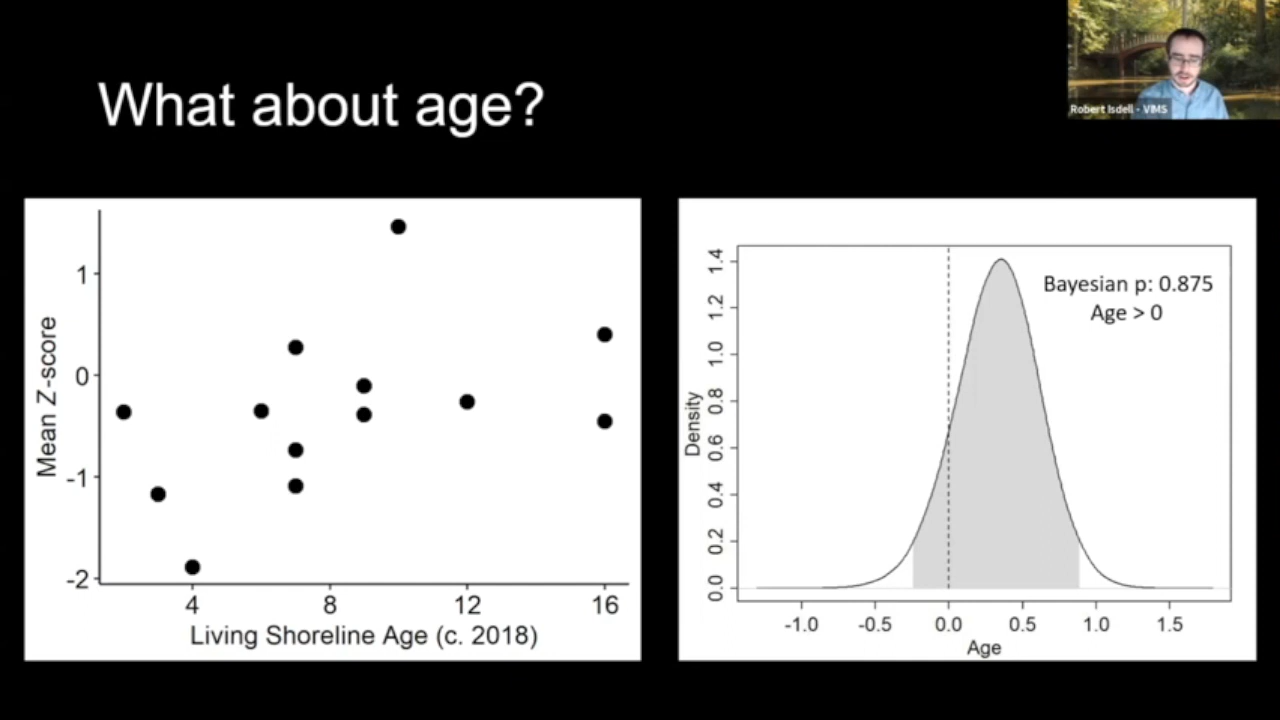 What about age?
Robert Isdell - VIMS
1
0
-1
-2
Mean Z-score
4 8 12 16
Living Shoreline Age (c. 2018)
1.4
1.2
1.0
0.8
0.6
0.4
0.2
0.0
Density
Bayesian p: 0.875
Age > 0
-1.0 -0.5 0.0 0.5 1.0 1.5
Age